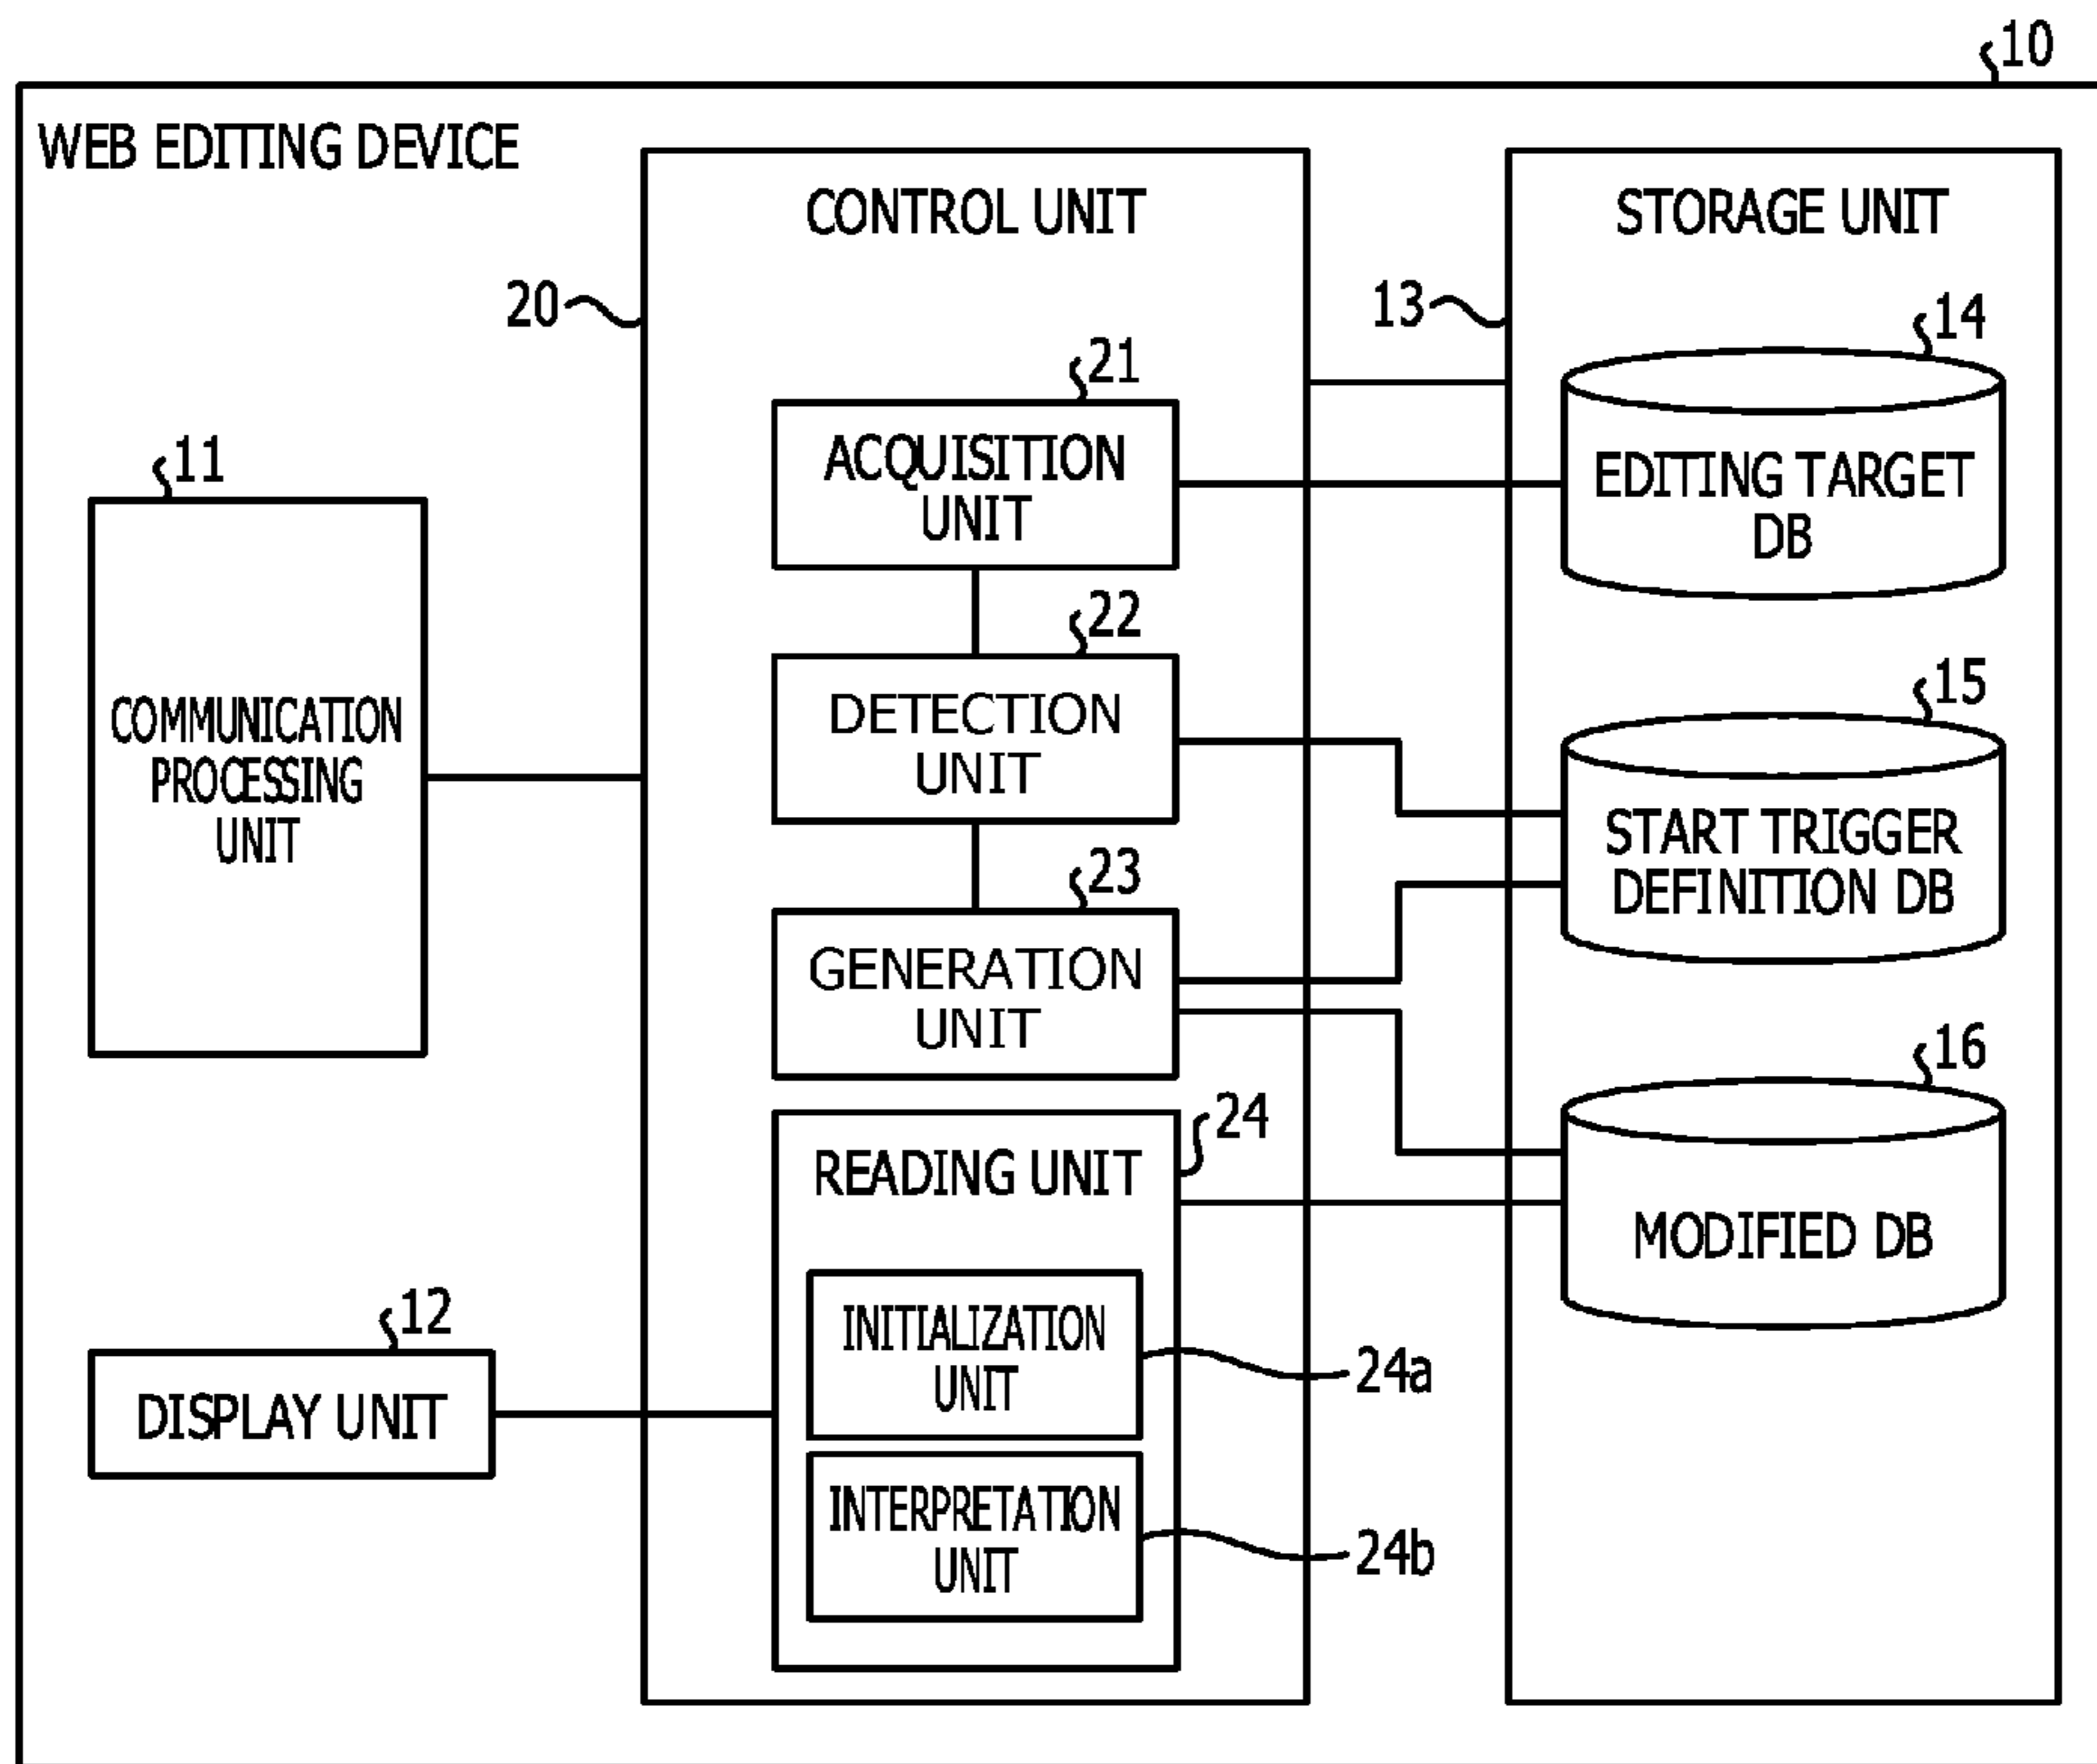 10
WEB EDITING DEVICE
CONTROL UNIT
STORAGE UNIT
20
13
14
21
ACQUISITION
UNIT
EDITING TARGET
DB
11
COMMUNICATION
PROCESSING
UNIT
22
DETECTION
UNIT
15
START TRIGGER
DEFINITION DB
23
GENERATION
UNIT
16
MODIFIED DB
24
READING UNIT
INITIALIZATION
UNIT
24a
12
DISPLAY UNIT
INTERPRETATION
UNIT
24b